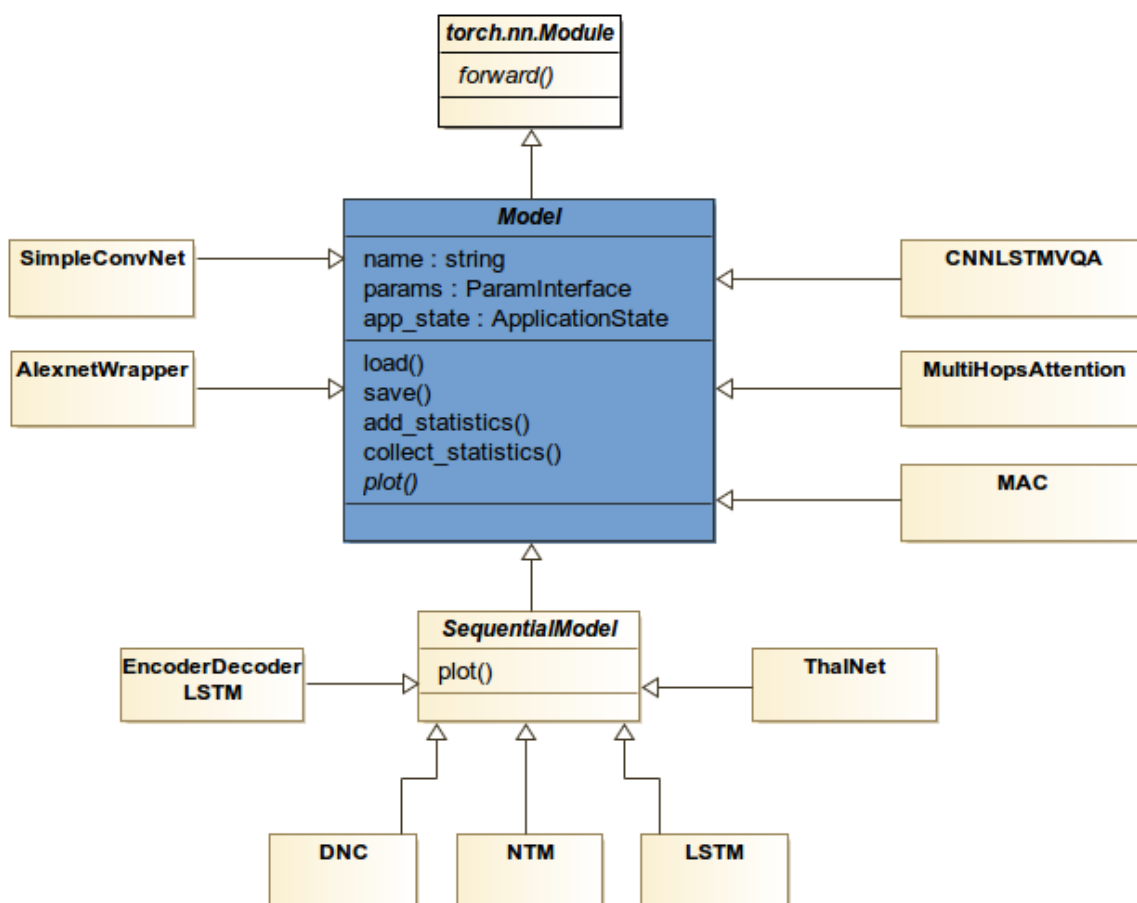 torch.nn.Module
forward()
Model
name : string
params : ParamInterface
app_state : ApplicationState
load()
save()
add_statistics()
collect_statistics()
plot()
SimpleConvNet
AlexnetWrapper
CNNLSTMVQA
MultiHopsAttention
MAC
SequentialModel
plot()
EncoderDecoder
LSTM
ThalNet
DNC
NTM
LSTM